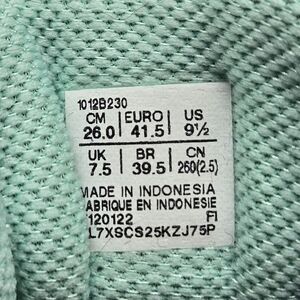 1012B230
CM EURO US
26.0 41.5 9½
UK BR CN
7.5 39.5 260(2.5)
MADE IN INDONESIA
FABRIQUE EN INDONESIE
120122 FI
L7XSCS25KZJ75P